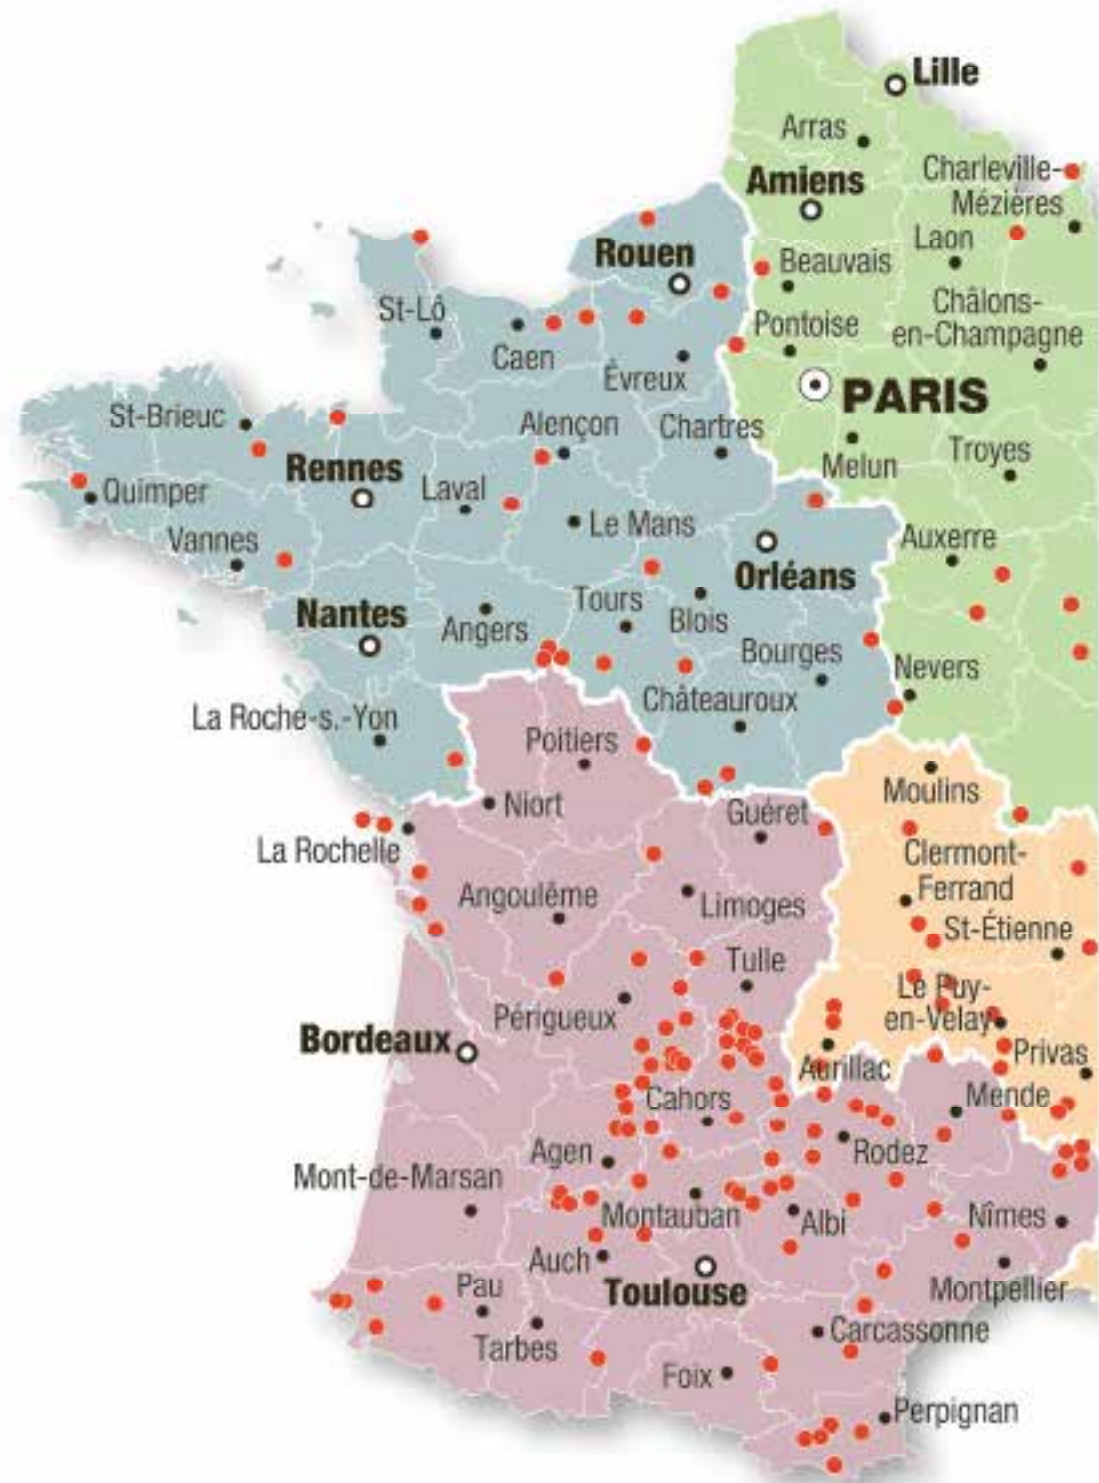 Lille
Arras
Charleville-
Mézières
Amiens
Laon
Rouen
Beauvais
St-Lô
Châlons-
en-Champagne
Pontoise
Caen
Évreux
PARIS
St-Brieuc
Alençon
Chartres
Melun
Troyes
Rennes
Laval
Quimper
Le Mans
Vannes
Auxerre
Orléans
Nantes
Angers
Tours
Blois
Bourges
Nevers
Châteauroux
La Roche-s.-Yon
Poitiers
Moulins
Niort
Guéret
La Rochelle
Clermont-
Ferrand
Angoulême
Limoges
St-Étienne
Tulle
Périgueux
Le Puy-
en-Velay
Bordeaux
Aurillac
Privas
Cahors
Mende
Agen
Rodez
Mont-de-Marsan
Montauban
Albi
Nîmes
Auch
Toulouse
Pau
Montpellier
Tarbes
Carcassonne
Foix
Perpignan